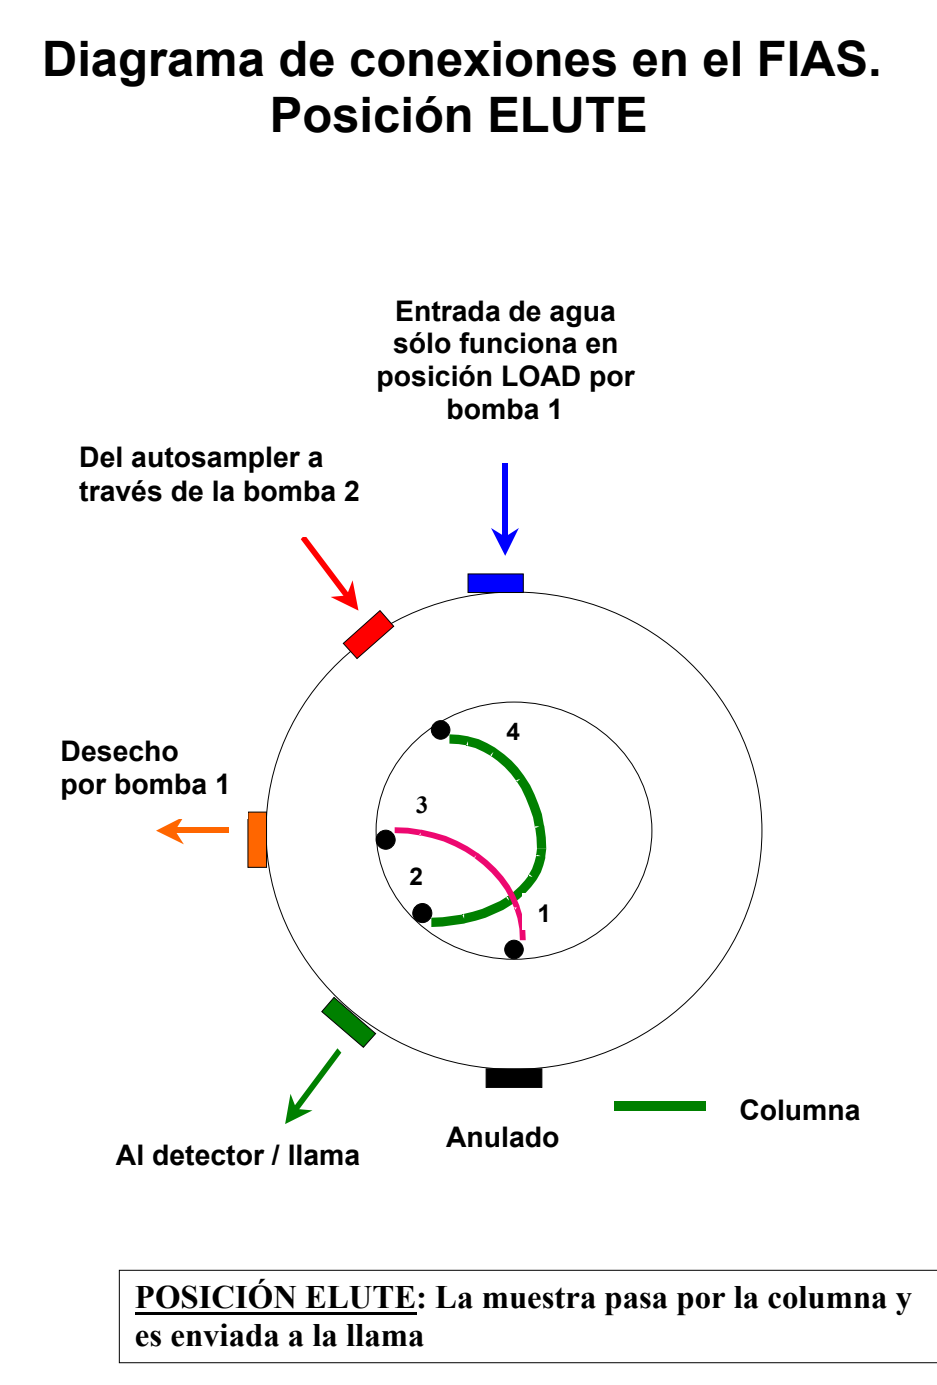 Diagrama de conexiones en el FIAS.
Posición ELUTE
Entrada de agua
sólo funciona en
posición LOAD por
bomba 1
Del autosampler a
través de la bomba 2
4
Desecho
por bomba 1
3
2
1
Columna
Anulado
Al detector / llama
POSICIÓN ELUTE: La muestra pasa por la columna y
es enviada a la llama